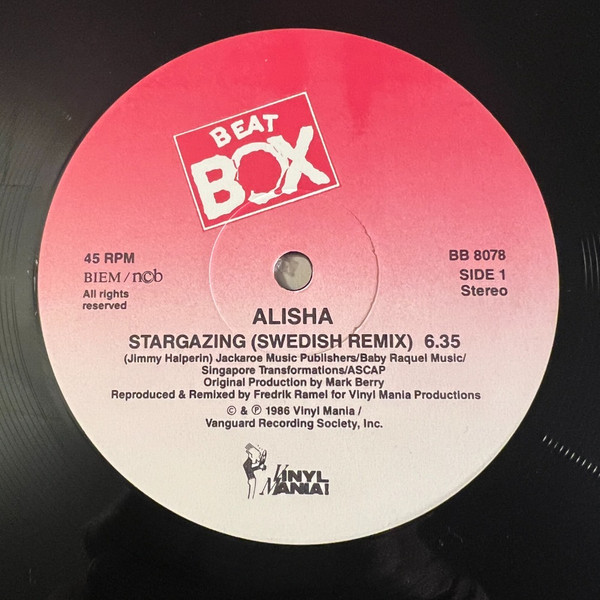 BEAT
BOX
45 RPM
BIEM / n©b
All rights
reserved
BB 8078
SIDE 1
Stereo
ALISHA
STARGAZING (SWEDISH REMIX) 6.35
(Jimmy Halperin) Jackaroe Music Publishers/Baby Raquel Music/
Singapore Transformations/ASCAP
Original Production by Mark Berry
Reproduced & Remixed by Fredrik Ramel for Vinyl Mania Productions
© & ℗ 1986 Vinyl Mania /
Vanguard Recording Society, Inc.
VINYL
MANIA!